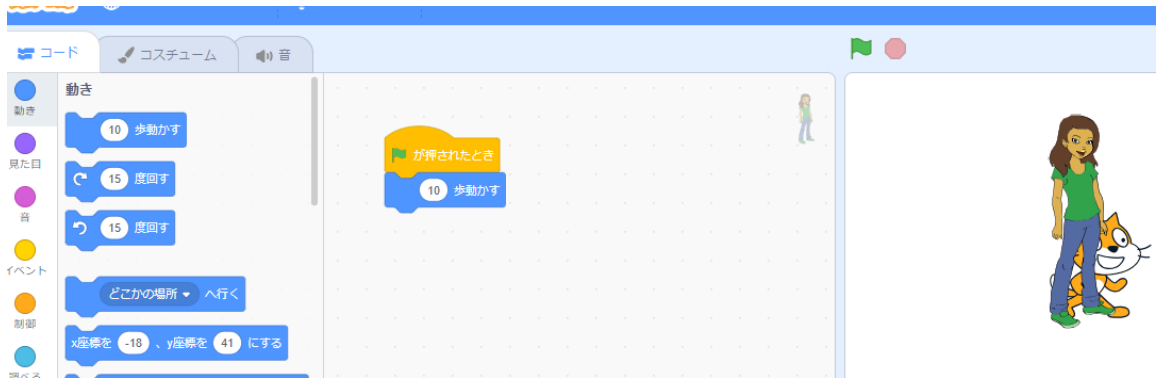 コード
コスチューム
音
動き
動き
見た目
音
イベント
制御
調べる
10 歩動かす
15 度回す
15 度回す
どこかの場所 へ行く
x座標を -18 、y座標を 41 にする
が押されたとき
10 歩動かす